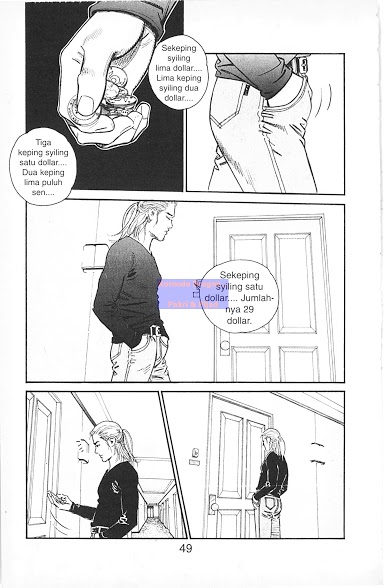 Sekeping
syiling
lima dollar....
Lima keping
syiling dua
dollar....
Tiga
keping syiling
satu dollar....
Dua keping
lima puluh
sen....
Sekeping
syiling satu
dollar.... Jumlah-
nya 29
dollar.
49